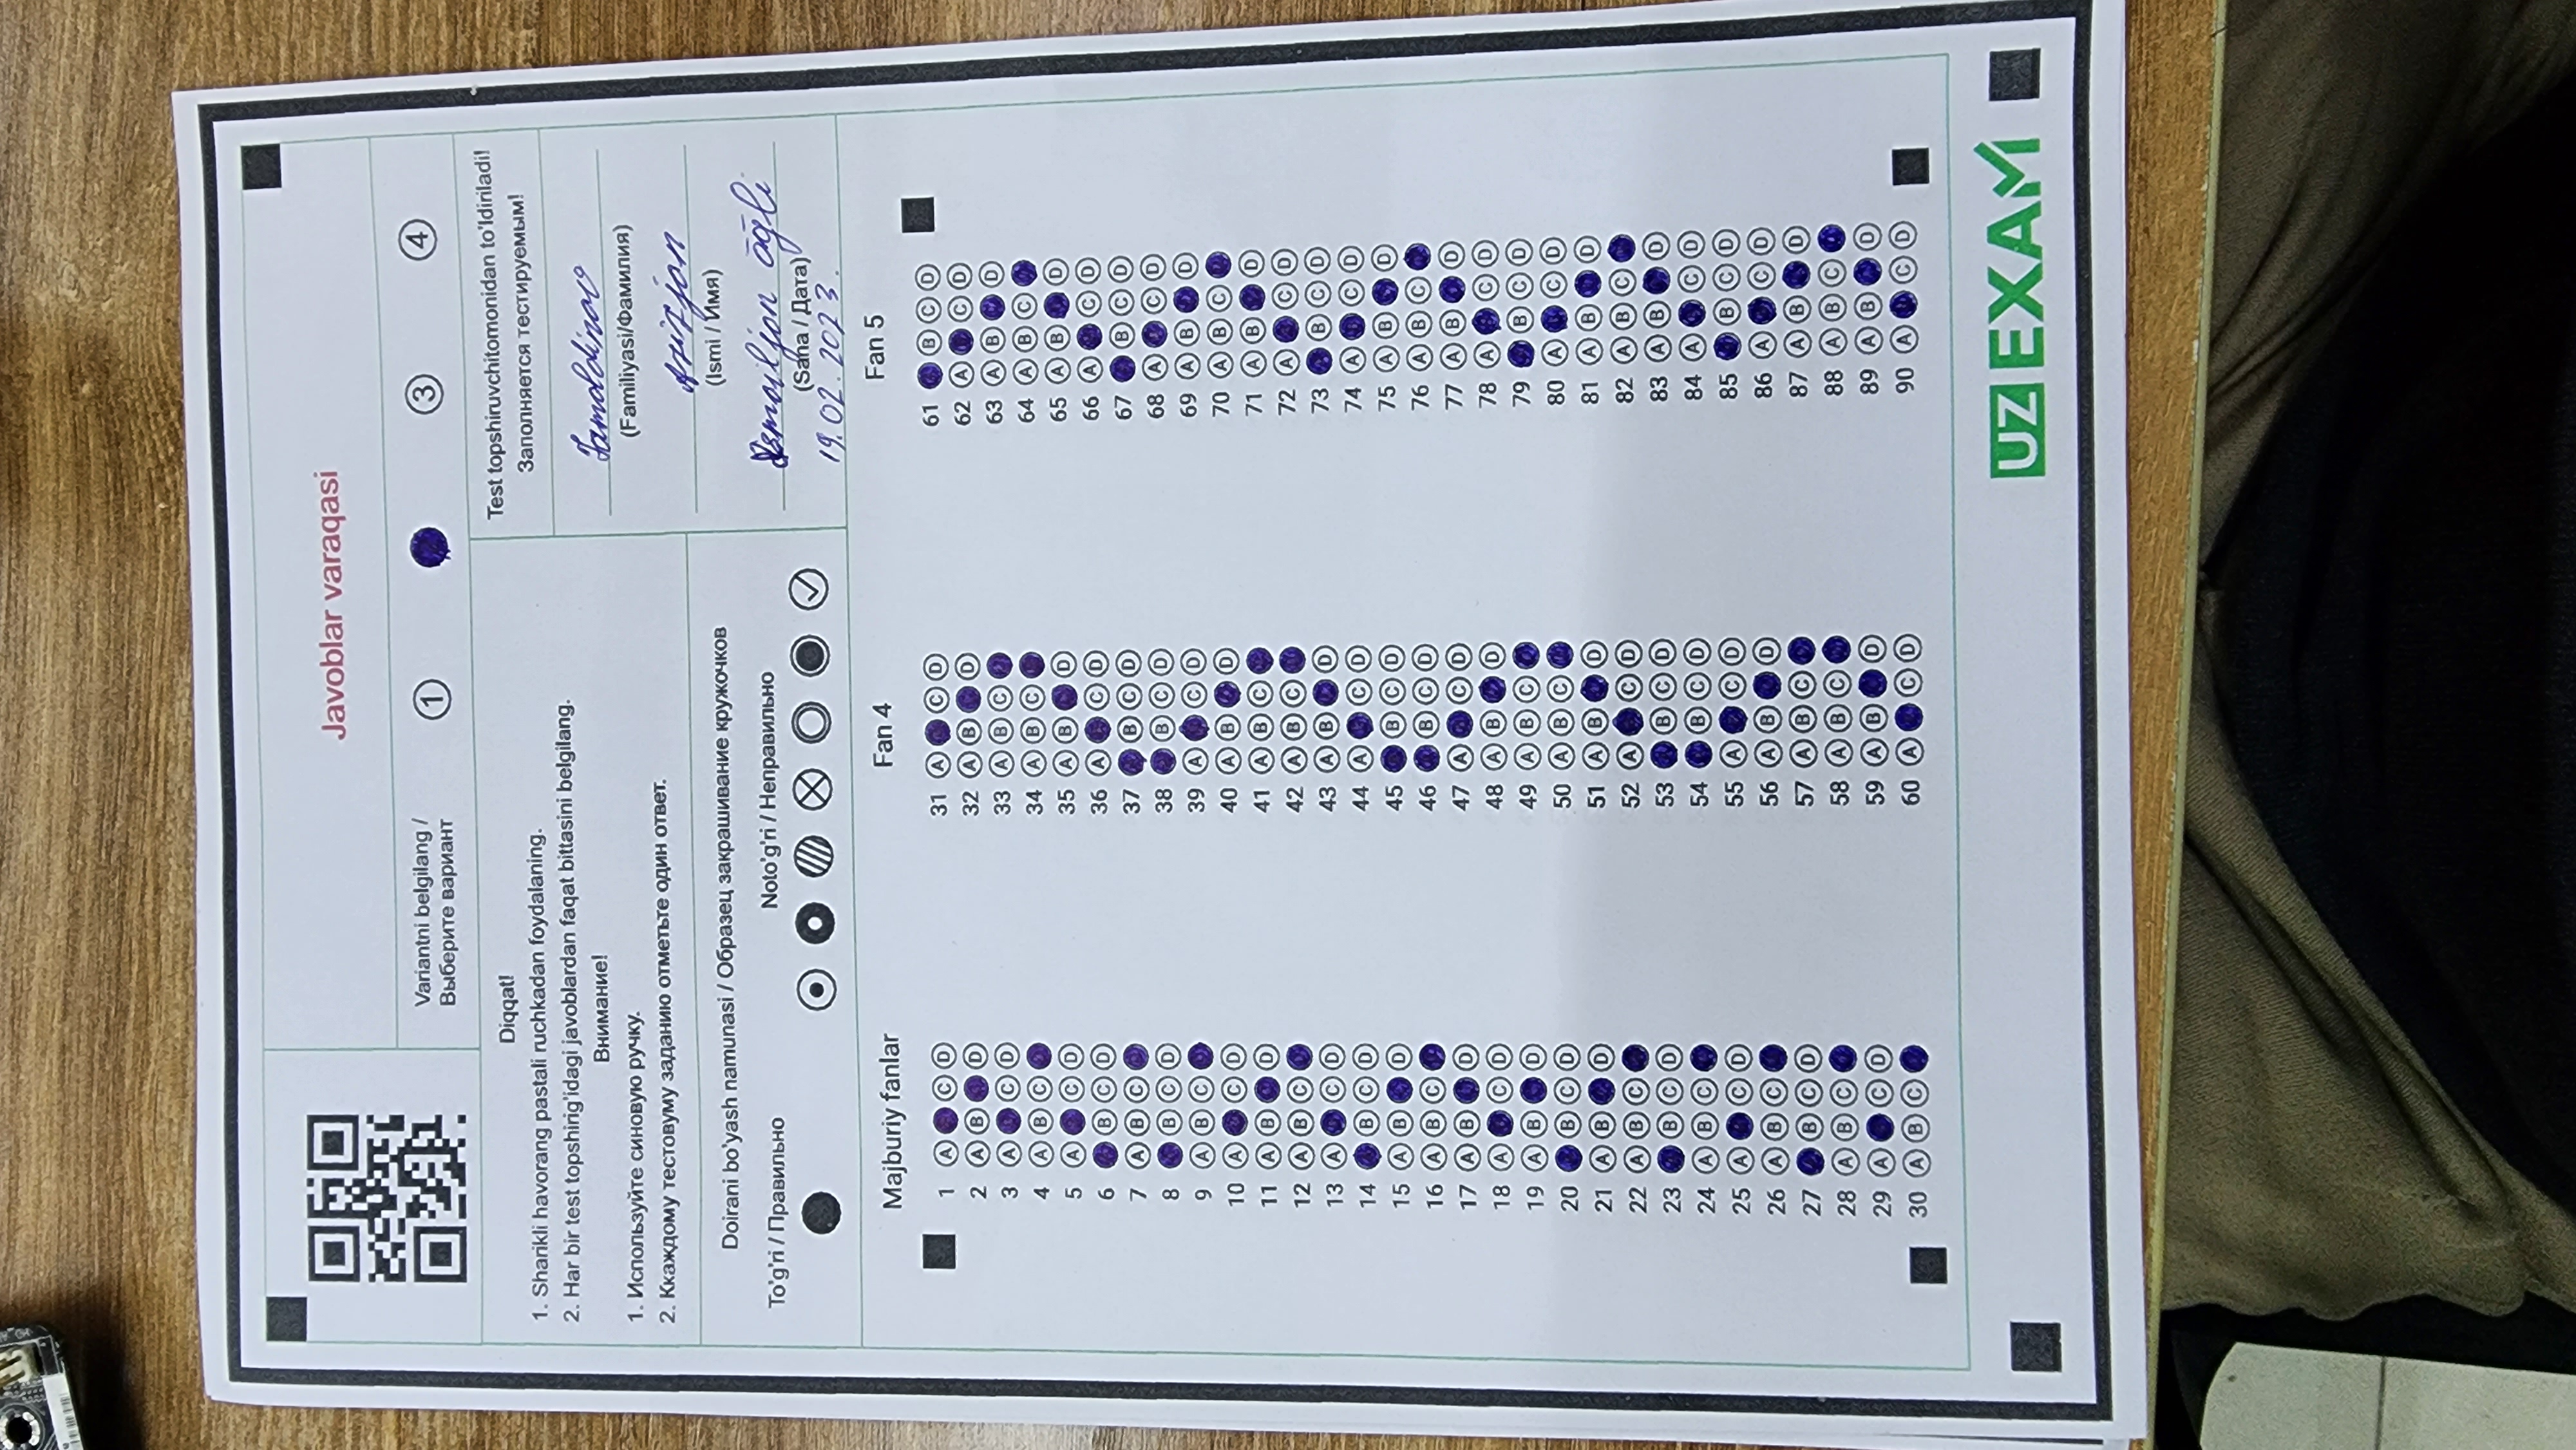 Javoblar varaqasi
Variantni belgilang /
Выберите вариант
1 3 4
Diqqat!
1. Sharikli havorang pastali ruchkadan foydalaning.
2. Har bir test topshirig'idagi javoblardan faqat bittasini belgilang.
Внимание!
1. Используйте синовую ручку.
2. Ккаждому тестовуму заданию отметьте один ответ.
Test topshiruvchitomonidan to'ldiriladi!
Заполняется тестируемым!
Jamoldinov
(Familiyasi/Фамилия)
Azizjon
(Ismi / Имя)
Ismoiljon õğli
(Sana / Дата)
19.02.2023.
Doirani bo'yash namunasi / Образец закрашивание кружочков
To'g'ri / Правильно
Noto'g'ri / Неправильно
Majburiy fanlar
1 A C D
2 A B D
3 A C D
4 A B C
5 A C D
6 B C D
7 A B C
8 B C D
9 A B C
10 A C D
11 A B D
12 A B C
13 A C D
14 B C D
15 A B D
16 A B C
17 A B D
18 A C D
19 A B D
20 B C D
21 A B D
22 A B C
23 B C D
24 A B C
25 A C D
26 A B C
27 B C D
28 A B C
29 A C D
30 A B C
Fan 4
31 A C D
32 A B D
33 A B C
34 A B C
35 A B D
36 A C D
37 B C D
38 B C D
39 A C D
40 A B D
41 A B C
42 A B C
43 A B D
44 A C D
45 B C D
46 B C D
47 A C D
48 A B D
49 A B C
50 A B C
51 A B D
52 A C D
53 B C D
54 B C D
55 A C D
56 A B D
57 A B C
58 A B C
59 A B D
60 A C D
Fan 5
61 B C D
62 A C D
63 A B D
64 A B C
65 A B D
66 A C D
67 B C D
68 A C D
69 A B D
70 A B C
71 A B D
72 A C D
73 B C D
74 A C D
75 A B D
76 A B C
77 A B D
78 A C D
79 B C D
80 A C D
81 A B D
82 A B C
83 A B D
84 A C D
85 B C D
86 A C D
87 A B D
88 A B C
89 A B D
90 A C D
UZ EXAM